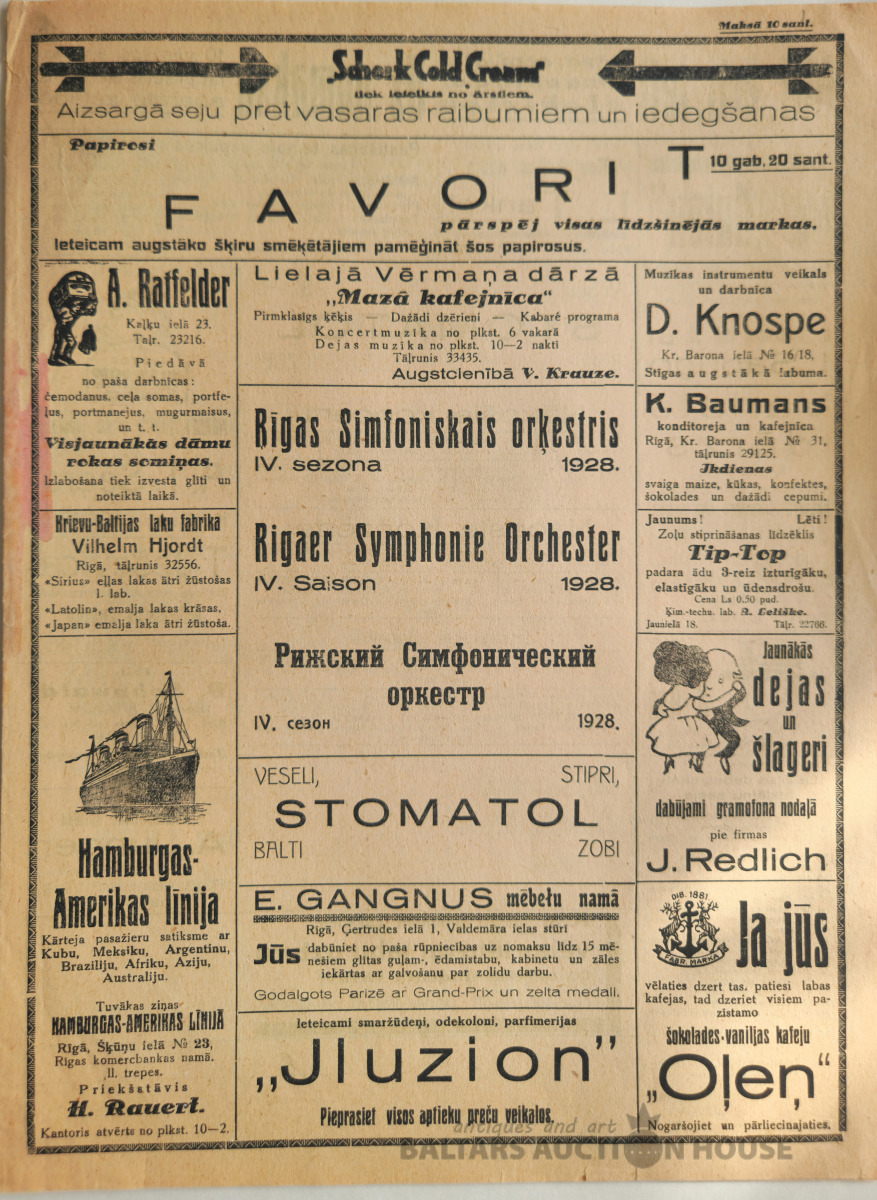 Maksā 10 sant.
„Scherk Cold Cream“
tiek ieteikts no ārstiem.
Aizsargā seju pret vasaras raibumiem un iedegšanas
Papirosi
10 gab. 20 sant.
FAVORIT
pārspēj visas līdzšinējās markas.
Ieteicam augstāko šķiru smēķētājiem pamēģināt šos papirosus.
A. Ratfelder
Kaļķu ielā 23.
Tālr. 23216.
Piedāvā
no paša darbnīcas:
čemodanus, ceļa somas, portfe-
ļus, portmanejus, mugurmaisus,
un t. t.
Visjaunākās dāmu
rokas somiņas.
Izlabošana tiek izvesta glīti un
noteiktā laikā.
Krievu-Baltijas laku fabrika
Vilhelm Hjordt
Rīgā, tālrunis 32556.
«Sirius» eļļas lakas ātri žūstošas
I. lab.
«Latolin», emalja lakas krāsas,
«Japan» emalja laka ātri žūstoša.
Hamburgas-
Amerikas līnija
Kārteja pasažieru satiksme ar
Kubu, Meksiku, Argentinu,
Braziliju, Afriku, Aziju,
Australiju.
Tuvākas ziņas
HAMBURGAS-AMERIKAS LĪNIJĀ
Rīgā, Šķūņu ielā № 23,
Rīgas komercbankas namā.
II. trepes.
Priekšstāvis
H. Rauert.
Kantoris atvērts no plkst. 10—2.
Lielajā Vērmaņa dārzā
„Mazā kafejnīca“
Pirmklasīgs ķēķis — Dažādi dzērieni — Kabarē programa
Koncertmuzika no plkst. 6 vakarā
Dejas muzika no plkst. 10—2 nakti
Tāļrunis 33435.
Augstcienībā V. Krauze.
Rīgas Simfoniskais orķestris
IV. sezona 1928.
Rigaer Symphonie Orchester
IV. Saison 1928.
Рижский Симфонический
оркестр
IV. сезон 1928.
VESELI, STIPRI,
STOMATOL
BALTI ZOBI
E. GANGNUS mēbeļu namā
Rīgā, Ģertrudes ielā 1, Valdemāra ielas stūrī
Jūs dabūniet no paša rūpniecības uz nomaksu līdz 15 mē-
nešiem glītas guļam-, ēdamistabu, kabinetu un zāles
iekārtas ar galvošanu par zolidu darbu.
Godalgots Parizē ar Grand-Prix un zelta medali.
Ieteicami smaržūdeņi, odekoloni, parfimerijas
„Jluzion”
Pieprasiet visos aptieku preču veikalos.
Muzikas instrumentu veikals
un darbnīca
D. Knospe
Kr. Barona ielā № 16/18,
Stīgas augstākā labuma.
K. Baumans
konditoreja un kafejnīca
Rīgā, Kr. Barona ielā № 31,
tāļrunis 29125.
Ikdienas
svaiga maize, kūkas, konfektes,
šokolades un dažādi cepumi.
Jaunums! Lēti!
Zoļu stiprināšanas līdzēklis
Tip-Top
padara ādu 3-reiz izturīgāku,
elastīgāku un ūdensdrošu.
Cena Ls 0.50 pud.
Ķim.-techn. lab. A. Leliške.
Jaunielā 18. Tāļr. 22766.
Jaunākās
dejas
un
šlageri
dabūjami gramofona nodaļā
pie firmas
J. Redlich
DIB. 1881
FABR. MARKA
Ja jūs
vēlaties dzert tas, patiesi labas
kafejas, tad dzeriet visiem pa-
zīstamo
šokolades-vaniljas kafeju
„Oļeņ“
Nogaršojiet un pārliecinajaties.
antiques and art
BALTARS AUCTION HOUSE